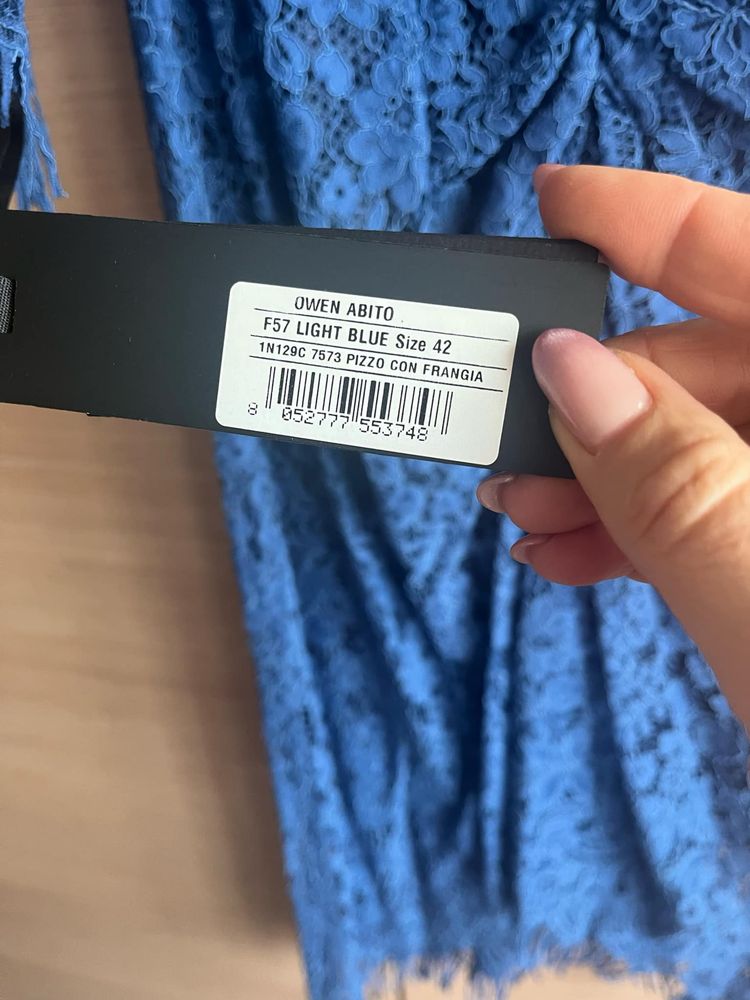 OWEN ABITO
F57 LIGHT BLUE Size 42
1N129C 7573 PIZZO CON FRANGIA
8 052777 553748